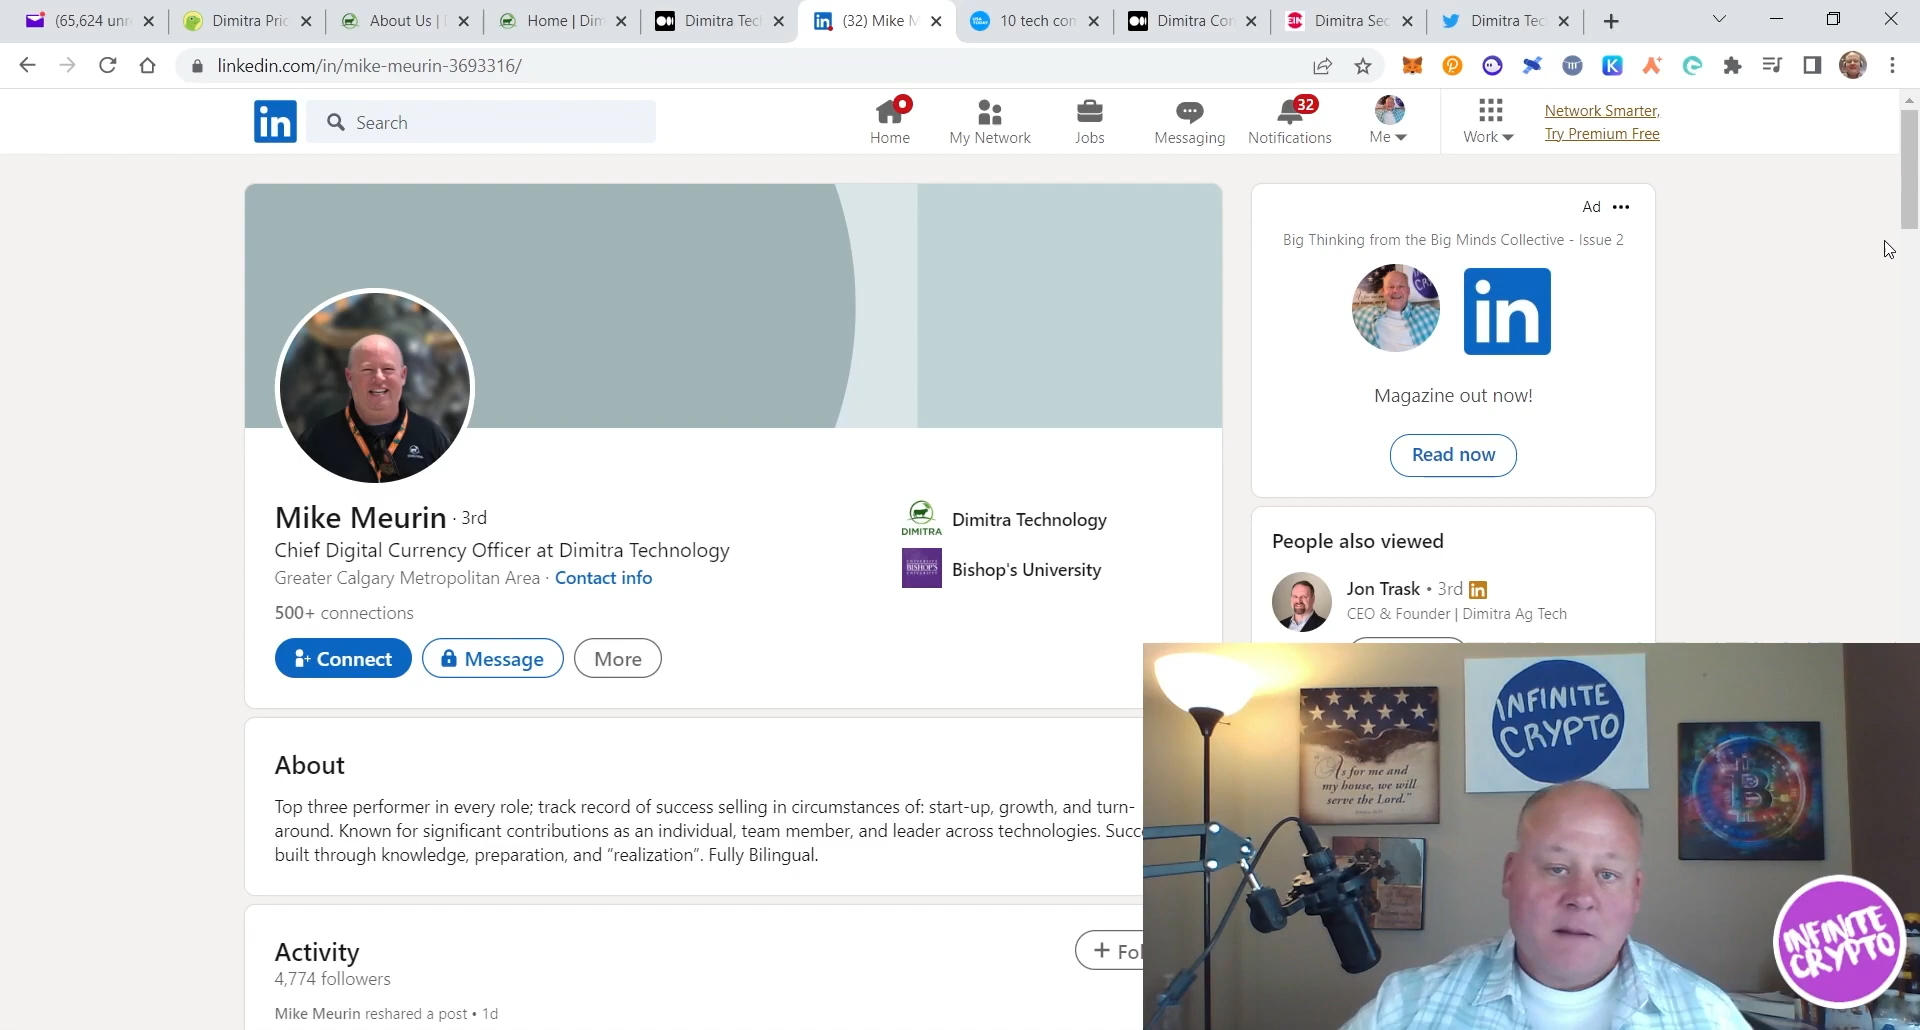 (65,624 unr
Dimitra Pric
About Us |
Home | Dim
Dimitra Tec
(32) Mike M
10 tech con
Dimitra Cor
Dimitra Sec
Dimitra Tec
linkedin.com/in/mike-meurin-3693316/
in
Search
Home
My Network
Jobs
Messaging
32
Notifications
Me
Work
Network Smarter,
Try Premium Free
Ad
Big Thinking from the Big Minds Collective - Issue 2
in
Magazine out now!
Read now
Mike Meurin · 3rd
Chief Digital Currency Officer at Dimitra Technology
Greater Calgary Metropolitan Area · Contact info
500+ connections
Connect
Message
More
DIMITRA
Dimitra Technology
BISHOP'S
Bishop's University
People also viewed
Jon Trask • 3rd in
CEO & Founder | Dimitra Ag Tech
About
Top three performer in every role; track record of success selling in circumstances of: start-up, growth, and turn-
around. Known for significant contributions as an individual, team member, and leader across technologies. Succ
built through knowledge, preparation, and “realization”. Fully Bilingual.
Activity
4,774 followers
+ Fol
Mike Meurin reshared a post • 1d
INFINITE
CRYPTO
"As for me and
my house, we will
serve the Lord."
INFINITE
CRYPTO